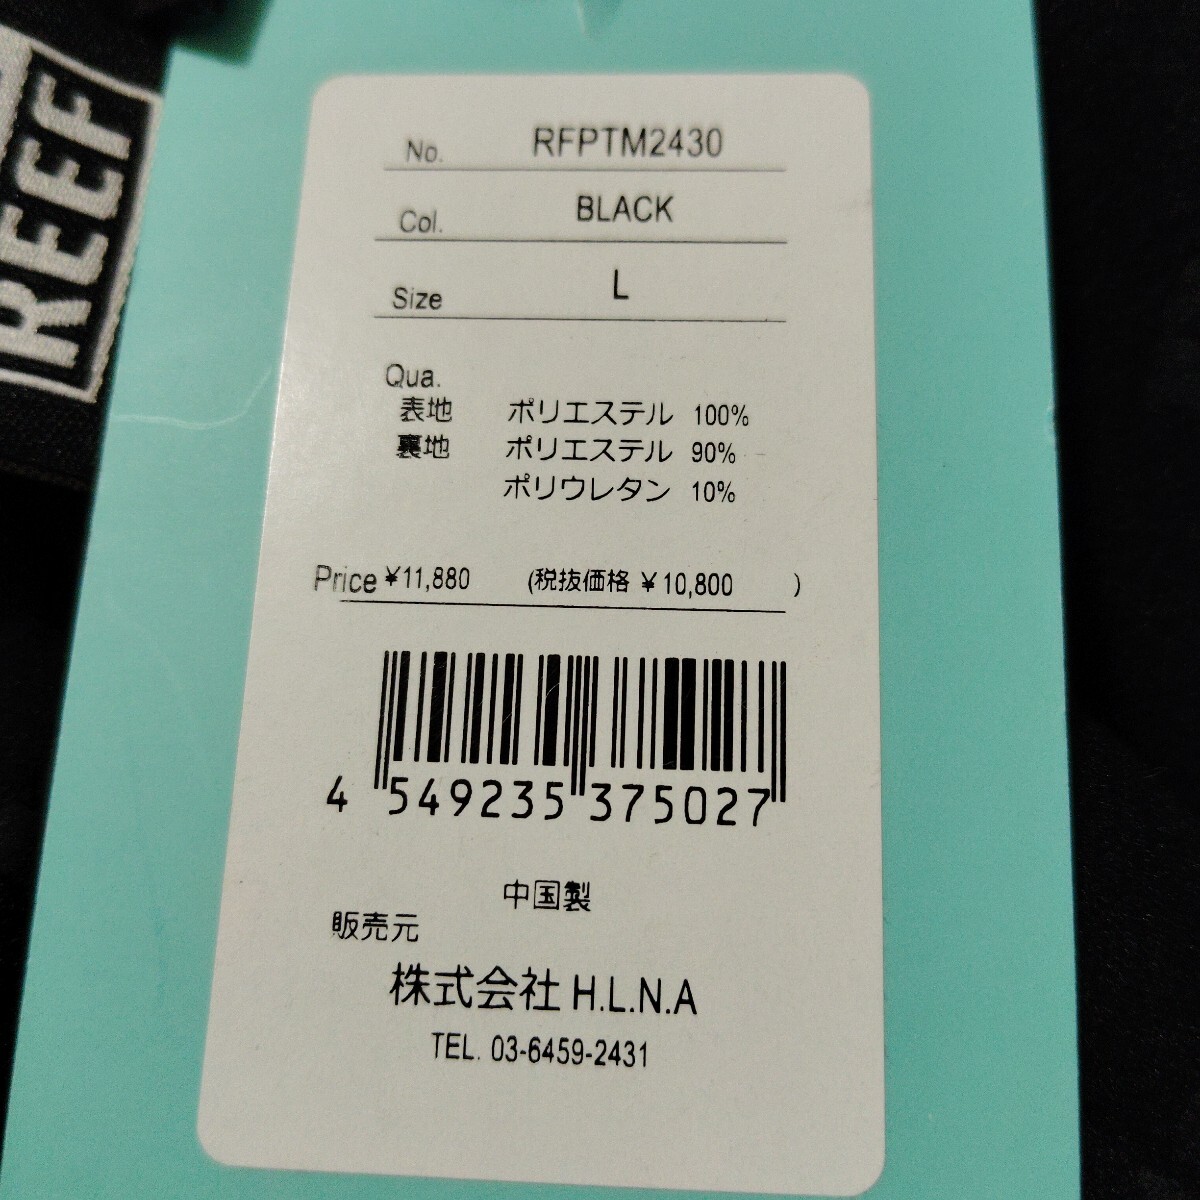 REEF
No. RFPTM2430
Col. BLACK
Size L
Qua.
表地 ポリエステル 100%
裏地 ポリエステル 90%
ポリウレタン 10%
Price ¥11,880 (税抜価格 ¥10,800 )
4 549235 375027
中国製
販売元
株式会社 H.L.N.A
TEL. 03-6459-2431